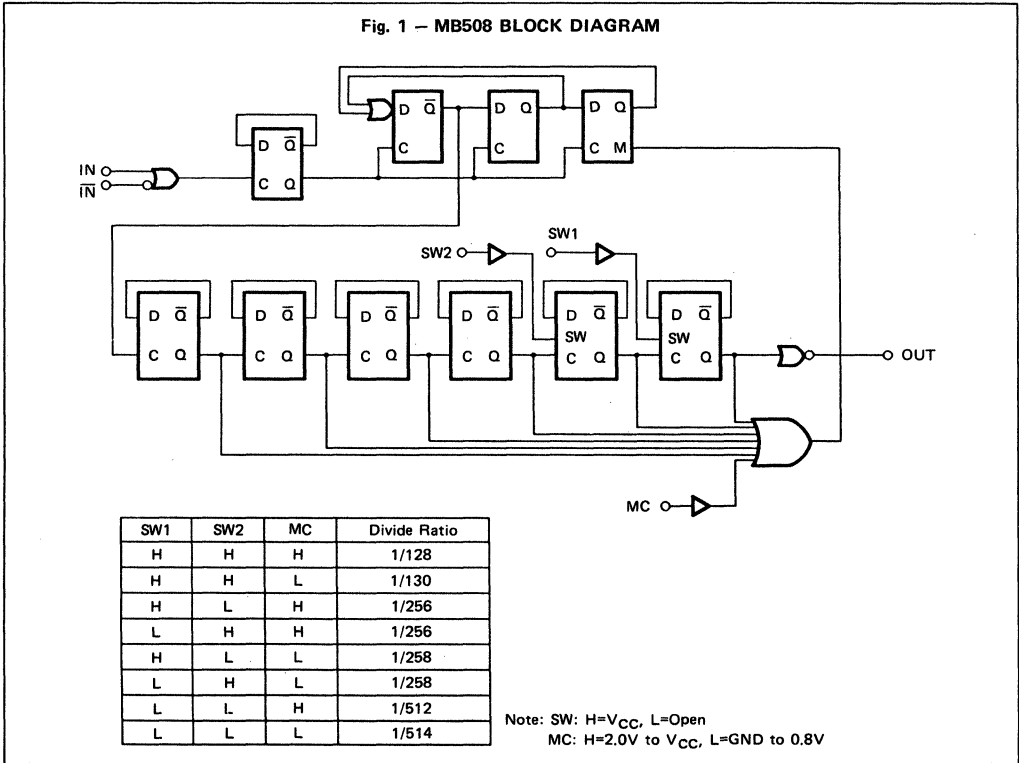 Fig. 1 — MB508 BLOCK DIAGRAM
D Q̅
C
D Q
C
D Q
C M
D Q̅
C Q
IN
I̅N̅
SW2
SW1
D Q̅
C Q
D Q̅
C Q
D Q̅
C Q
D Q̅
C Q
D Q̅
SW
C Q
D Q̅
SW
C Q
OUT
MC
SW1 SW2 MC Divide Ratio
H H H 1/128
H H L 1/130
H L H 1/256
L H H 1/256
H L L 1/258
L H L 1/258
L L H 1/512
L L L 1/514
Note: SW: H=VCC, L=Open
MC: H=2.0V to VCC, L=GND to 0.8V